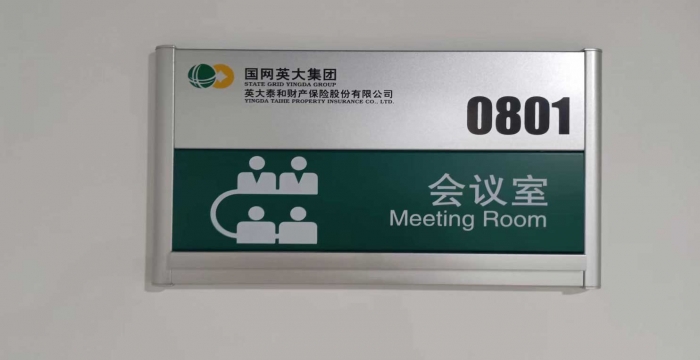 国网英大集团
STATE GRID YINGDA GROUP
英大泰和财产保险股份有限公司
YINGDA TAIHE PROPERTY INSURANCE CO., LTD.
0801
会议室
Meeting Room